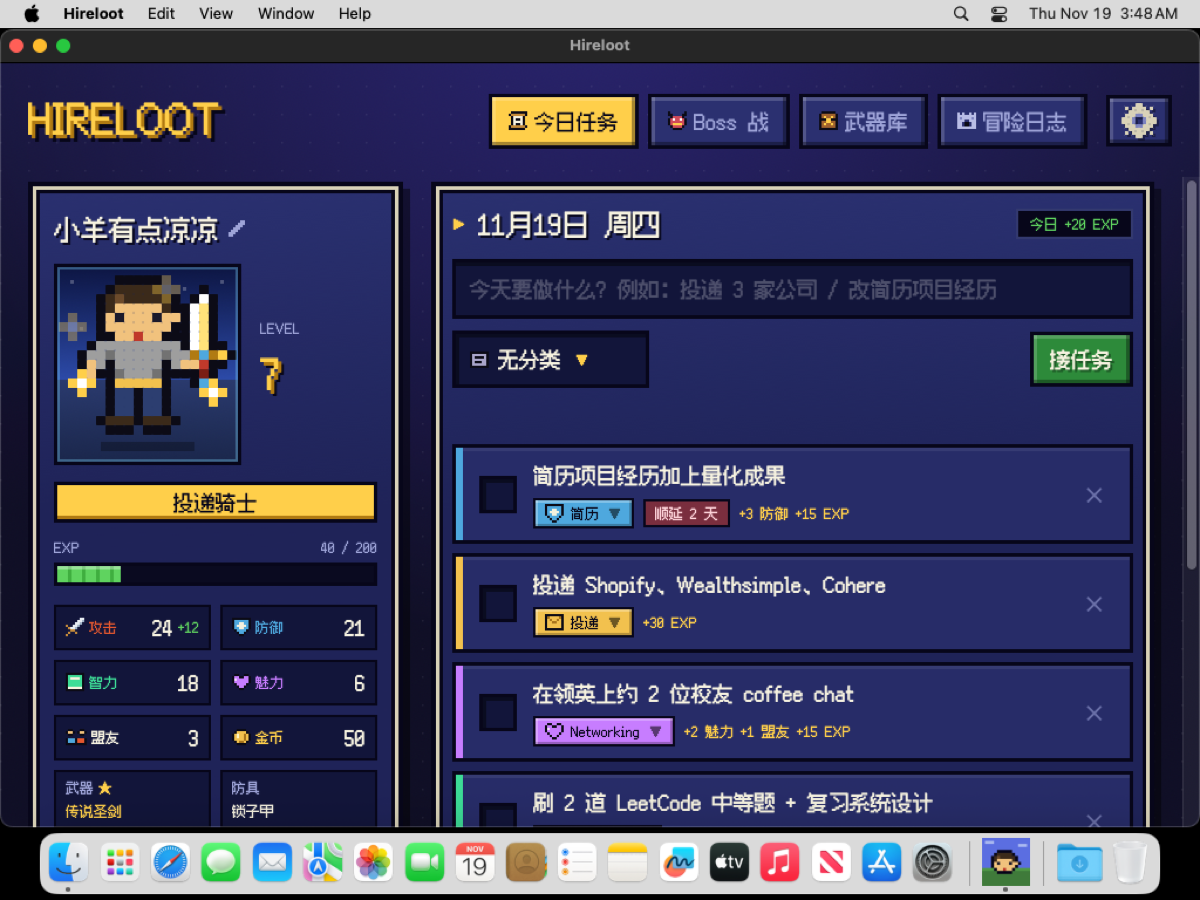 Hireloot Edit View Window Help Thu Nov 19 3:48 AM
Hireloot
HIRELOOT
今日任务 Boss 战 武器库 冒险日志
小羊有点凉凉
LEVEL
7
投递骑士
EXP 40 / 200
攻击 24 +12 防御 21
智力 18 魅力 6
盟友 3 金币 50
武器 防具
传说圣剑 锁子甲
11月19日 周四 今日 +20 EXP
今天要做什么? 例如: 投递 3 家公司 / 改简历项目经历
无分类 接任务
简历项目经历加上量化成果
简历 顺延 2 天 +3 防御 +15 EXP
投递 Shopify、Wealthsimple、Cohere
投递 +30 EXP
在领英上约 2 位校友 coffee chat
Networking +2 魅力 +1 盟友 +15 EXP
刷 2 道 LeetCode 中等题 + 复习系统设计
NOV
19
tv